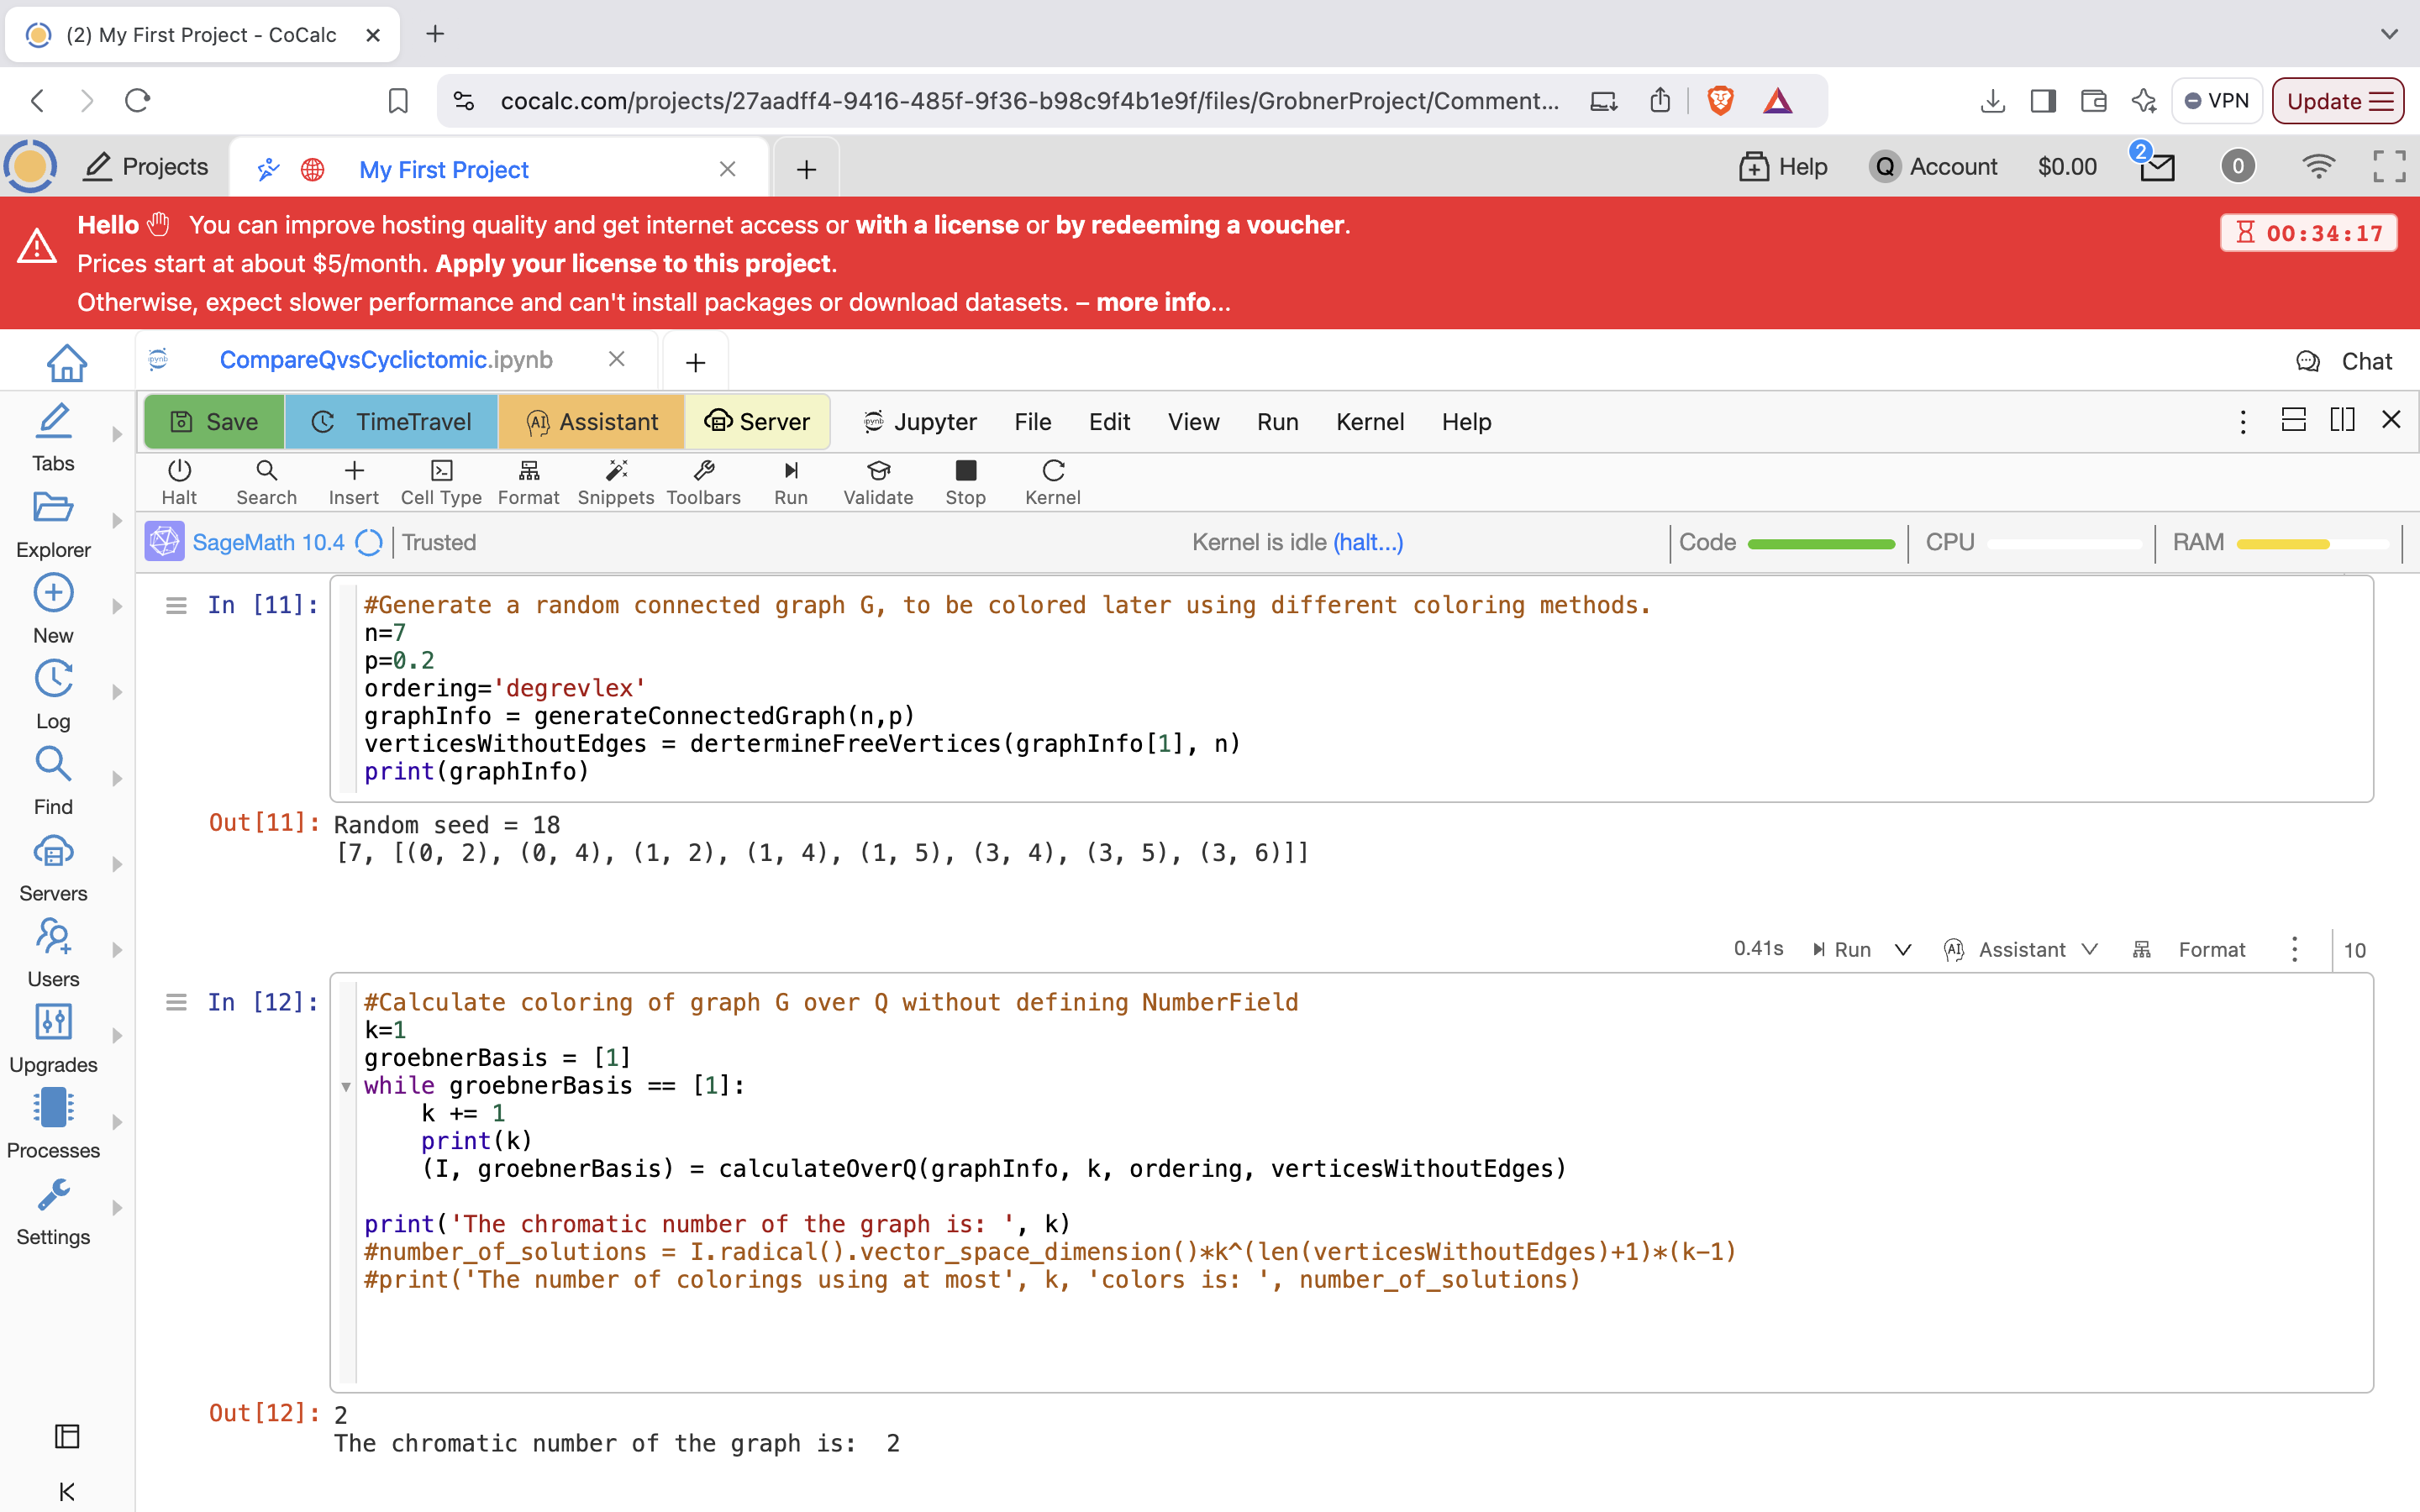 (2) My First Project - CoCalc
cocalc.com/projects/27aadff4-9416-485f-9f36-b98c9f4b1e9f/files/GrobnerProject/Comment...
VPN
Update
Projects
My First Project
Help
Q Account
$0.00
2
0
Hello You can improve hosting quality and get internet access or with a license or by redeeming a voucher.
Prices start at about $5/month. Apply your license to this project.
Otherwise, expect slower performance and can't install packages or download datasets. – more info...
00:34:17
CompareQvsCyclictomic.ipynb
Chat
Save
TimeTravel
Assistant
Server
Jupyter
File
Edit
View
Run
Kernel
Help
Halt
Search
Insert
Cell Type
Format
Snippets
Toolbars
Run
Validate
Stop
Kernel
SageMath 10.4
Trusted
Kernel is idle (halt...)
Code
CPU
RAM
Tabs
Explorer
New
Log
Find
Servers
Users
Upgrades
Processes
Settings
In [11]:
#Generate a random connected graph G, to be colored later using different coloring methods.
n=7
p=0.2
ordering='degrevlex'
graphInfo = generateConnectedGraph(n,p)
verticesWithoutEdges = dertermineFreeVertices(graphInfo[1], n)
print(graphInfo)
Out[11]:
Random seed = 18
[7, [(0, 2), (0, 4), (1, 2), (1, 4), (1, 5), (3, 4), (3, 5), (3, 6)]]
0.41s
Run
Assistant
Format
10
In [12]:
#Calculate coloring of graph G over Q without defining NumberField
k=1
groebnerBasis = [1]
while groebnerBasis == [1]:
    k += 1
    print(k)
    (I, groebnerBasis) = calculateOverQ(graphInfo, k, ordering, verticesWithoutEdges)
print('The chromatic number of the graph is: ', k)
#number_of_solutions = I.radical().vector_space_dimension()*k^(len(verticesWithoutEdges)+1)*(k-1)
#print('The number of colorings using at most', k, 'colors is: ', number_of_solutions)
Out[12]:
2
The chromatic number of the graph is:  2